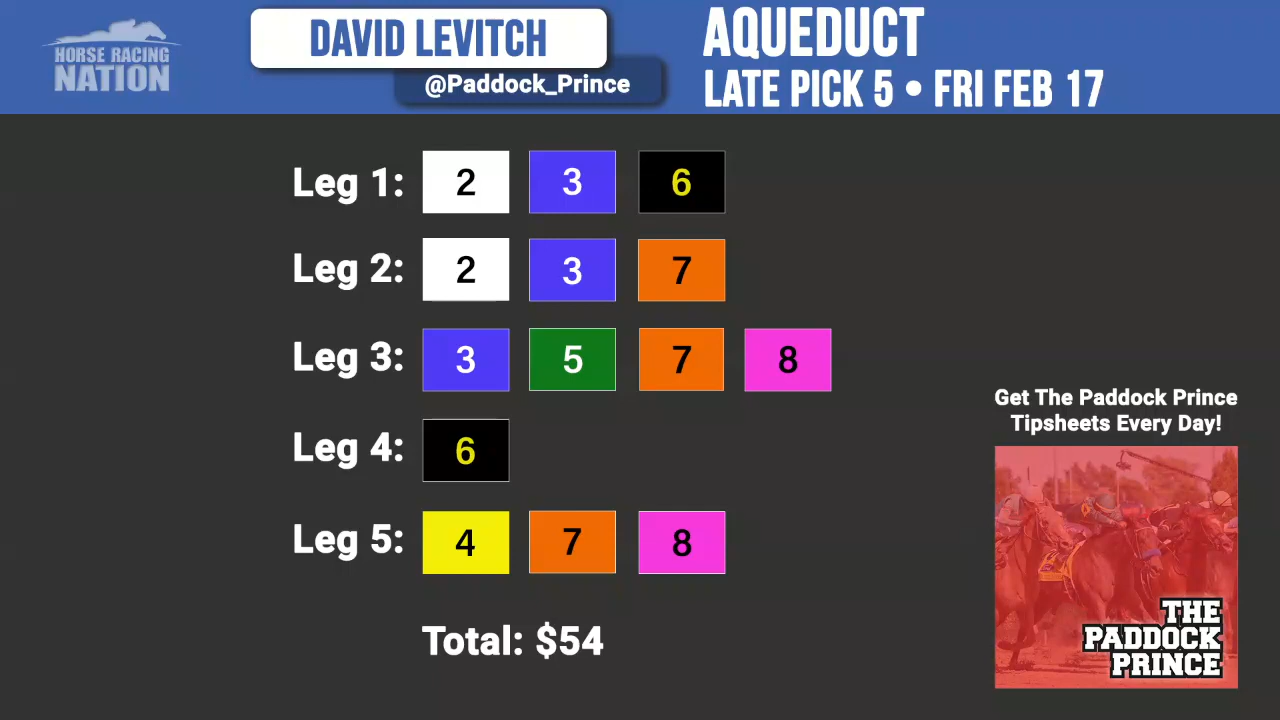 HORSE RACING
NATION
DAVID LEVITCH
@Paddock_Prince
AQUEDUCT
LATE PICK 5 • FRI FEB 17
Leg 1: 2 3 6
Leg 2: 2 3 7
Leg 3: 3 5 7 8
Leg 4: 6
Leg 5: 4 7 8
Total: $54
Get The Paddock Prince
Tipsheets Every Day!
THE
PADDOCK
PRINCE